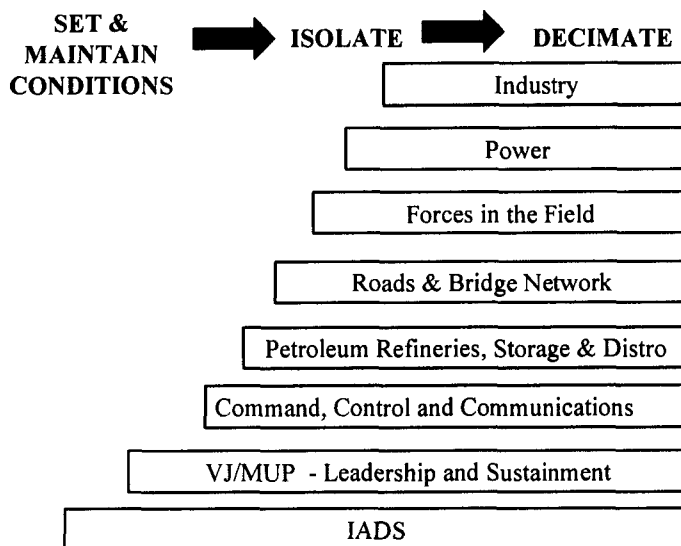 SET &
MAINTAIN
CONDITIONS
ISOLATE
DECIMATE
Industry
Power
Forces in the Field
Roads & Bridge Network
Petroleum Refineries, Storage & Distro
Command, Control and Communications
VJ/MUP - Leadership and Sustainment
IADS